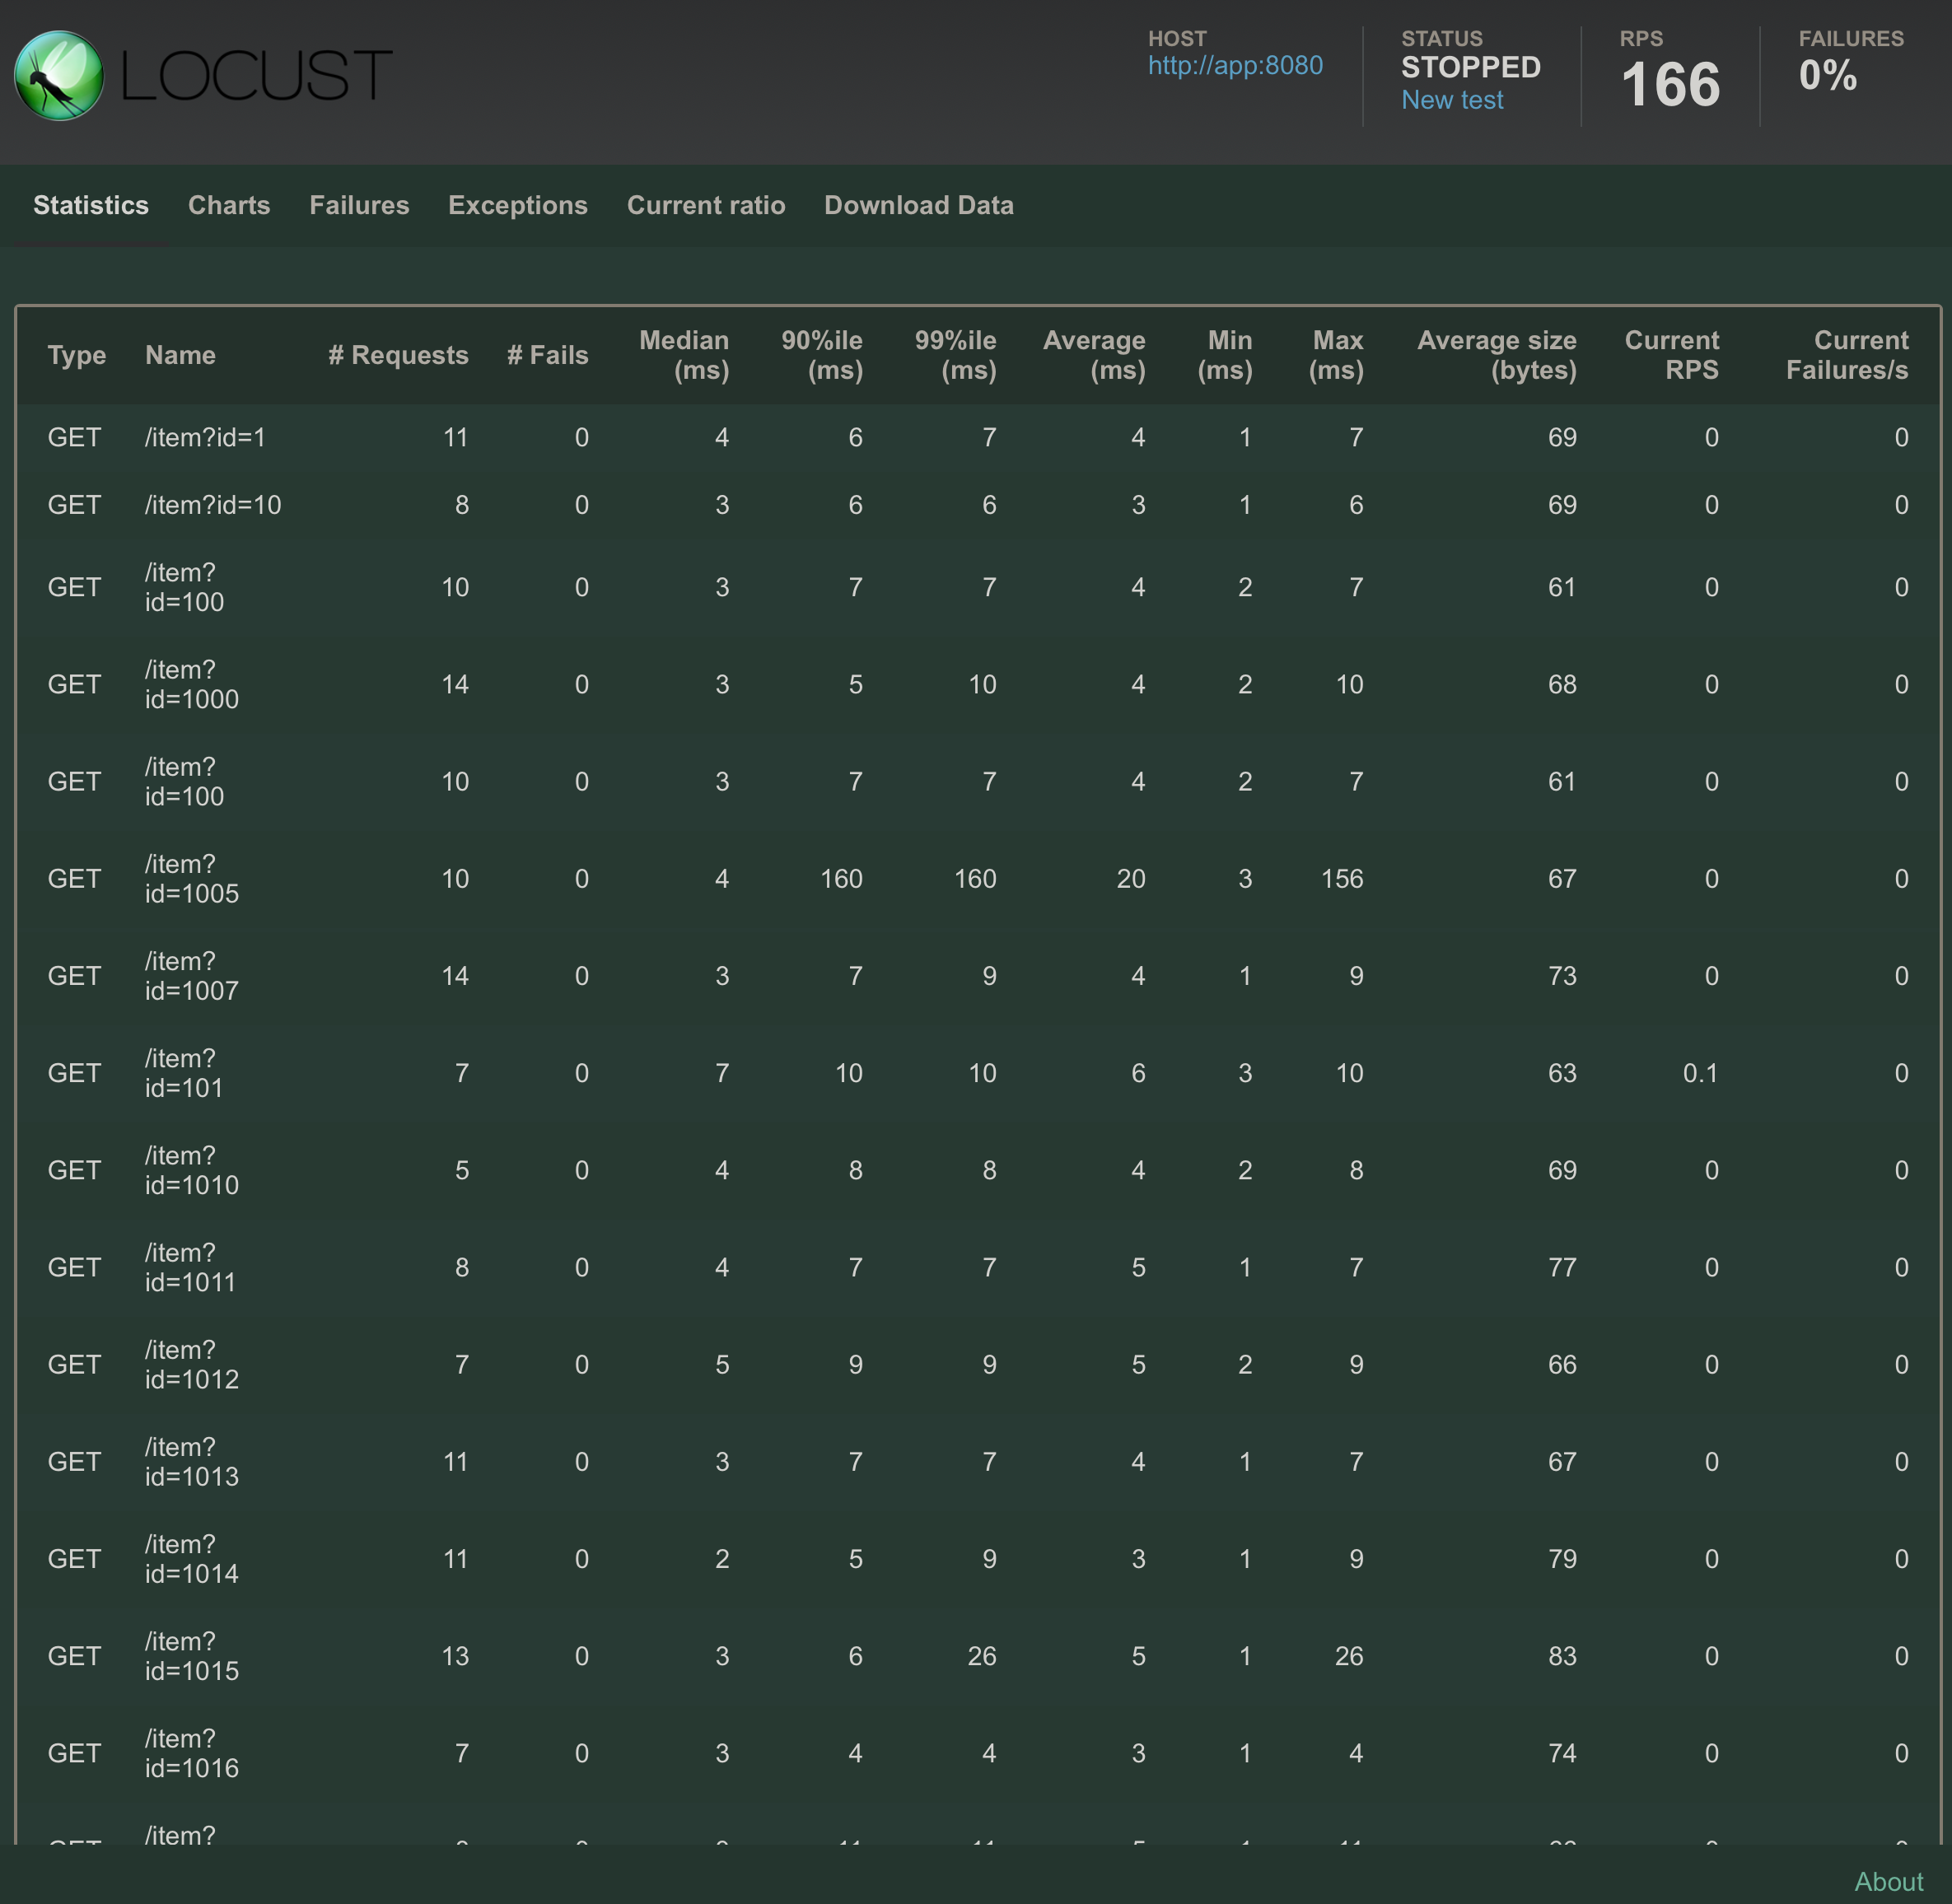 LOCUST
HOST
http://app:8080
STATUS
STOPPED
New test
RPS
166
FAILURES
0%
Statistics Charts Failures Exceptions Current ratio Download Data
Type Name # Requests # Fails Median (ms) 90%ile (ms) 99%ile (ms) Average (ms) Min (ms) Max (ms) Average size (bytes) Current RPS Current Failures/s
GET /item?id=1 11 0 4 6 7 4 1 7 69 0 0
GET /item?id=10 8 0 3 6 6 3 1 6 69 0 0
GET /item?id=100 10 0 3 7 7 4 2 7 61 0 0
GET /item?id=1000 14 0 3 5 10 4 2 10 68 0 0
GET /item?id=100 10 0 3 7 7 4 2 7 61 0 0
GET /item?id=1005 10 0 4 160 160 20 3 156 67 0 0
GET /item?id=1007 14 0 3 7 9 4 1 9 73 0 0
GET /item?id=101 7 0 7 10 10 6 3 10 63 0.1 0
GET /item?id=1010 5 0 4 8 8 4 2 8 69 0 0
GET /item?id=1011 8 0 4 7 7 5 1 7 77 0 0
GET /item?id=1012 7 0 5 9 9 5 2 9 66 0 0
GET /item?id=1013 11 0 3 7 7 4 1 7 67 0 0
GET /item?id=1014 11 0 2 5 9 3 1 9 79 0 0
GET /item?id=1015 13 0 3 6 26 5 1 26 83 0 0
GET /item?id=1016 7 0 3 4 4 3 1 4 74 0 0
/item?
About